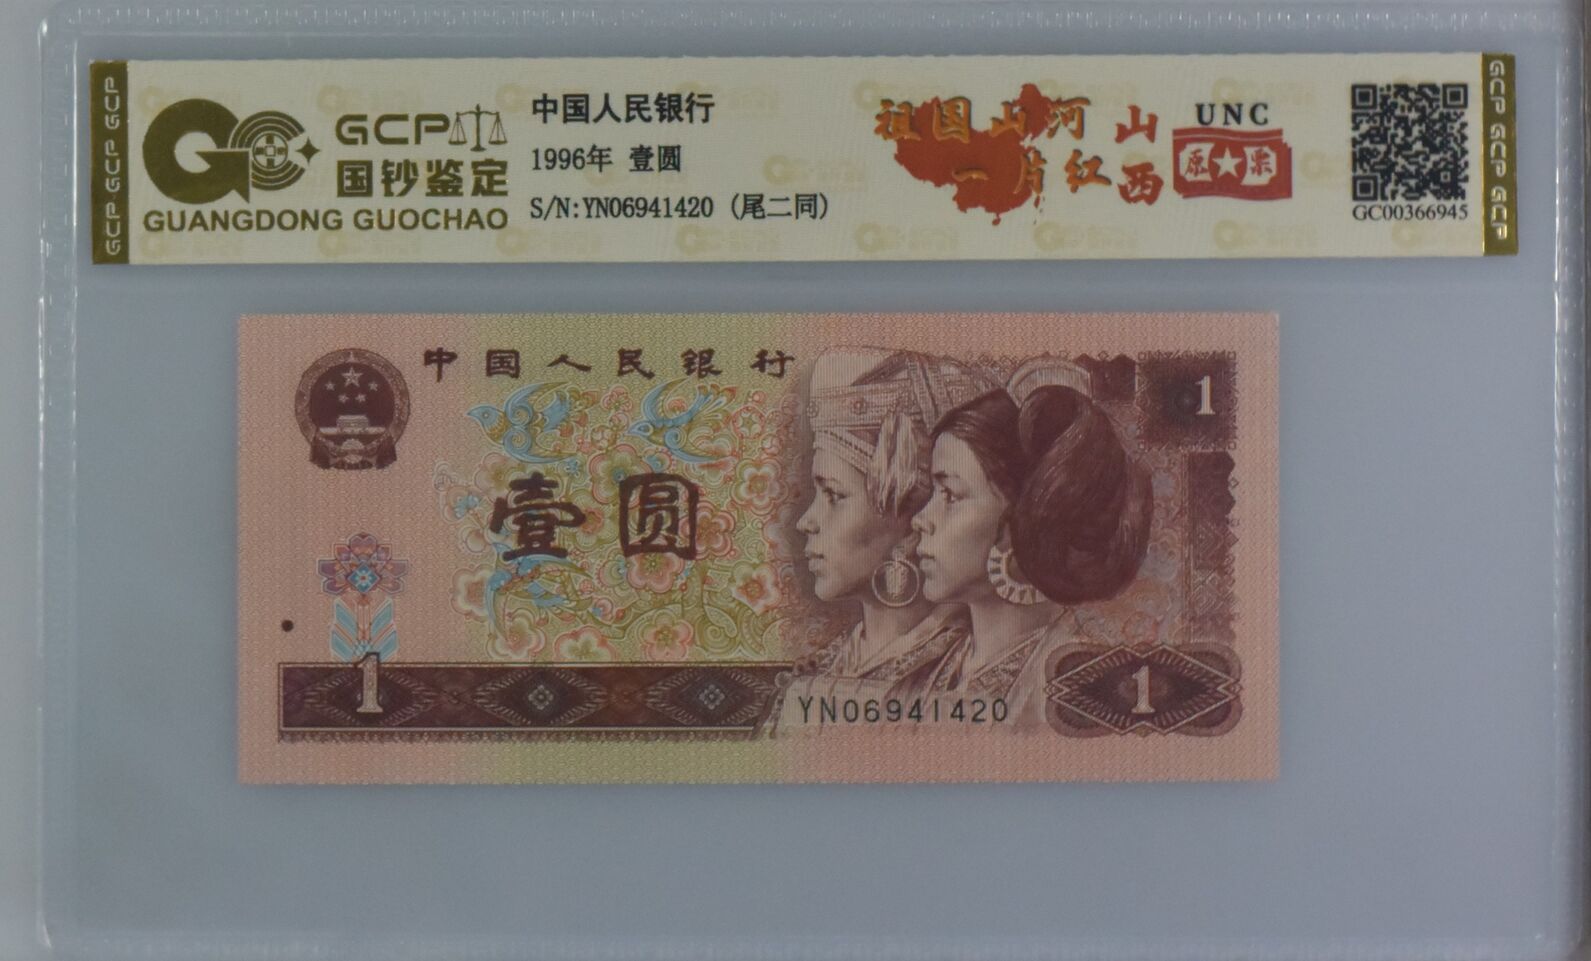 GCP·GCP GCP
GCP
国钞鉴定
GUANGDONG GUOCHAO
中国人民银行
1996年 壹圆
S/N:YN06941420 (尾二同)
祖国山河
一片红
山西
UNC
原★票
GC00366945
GCP GCP GCP
中国人民银行
1
壹圆
1
YN06941420
1